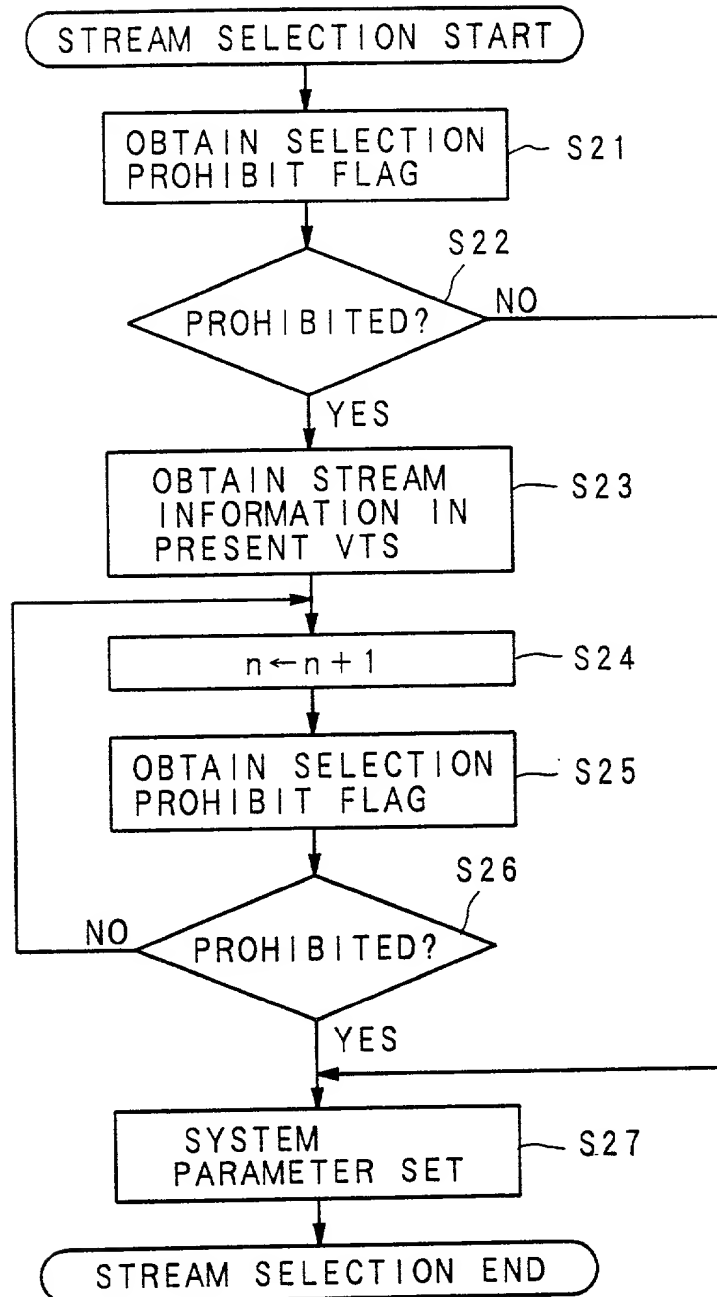 STREAM SELECTION START
OBTAIN SELECTION
PROHIBIT FLAG
S21
S22
PROHIBITED?
NO
YES
OBTAIN STREAM
INFORMATION IN
PRESENT VTS
S23
n←n+1
S24
OBTAIN SELECTION
PROHIBIT FLAG
S25
S26
NO
PROHIBITED?
YES
SYSTEM
PARAMETER SET
S27
STREAM SELECTION END